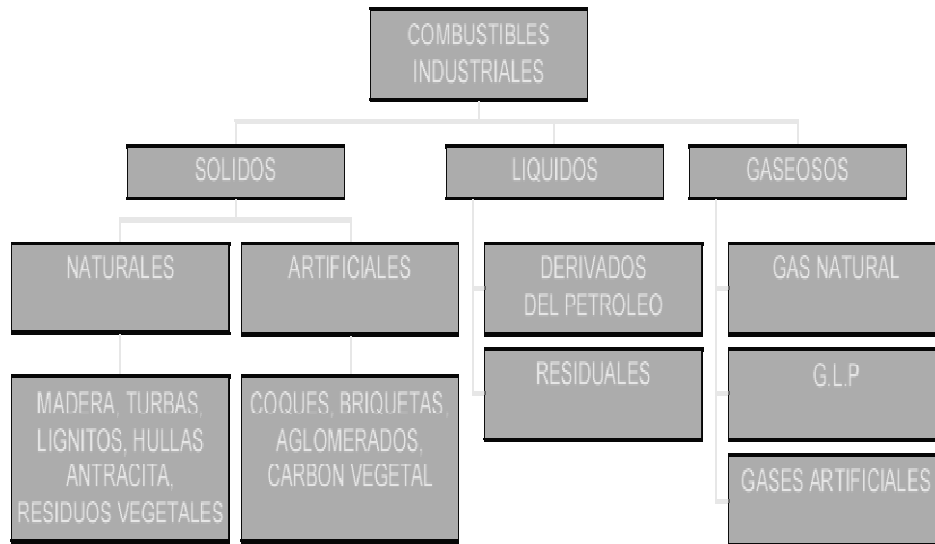 COMBUSTIBLES
INDUSTRIALES
SOLIDOS
LIQUIDOS
GASEOSOS
NATURALES
ARTIFICIALES
DERIVADOS
DEL PETROLEO
GAS NATURAL
RESIDUALES
G.L.P
MADERA, TURBAS,
LIGNITOS, HULLAS
ANTRACITA,
RESIDUOS VEGETALES
COQUES, BRIQUETAS,
AGLOMERADOS,
CARBON VEGETAL
GASES ARTIFICIALES